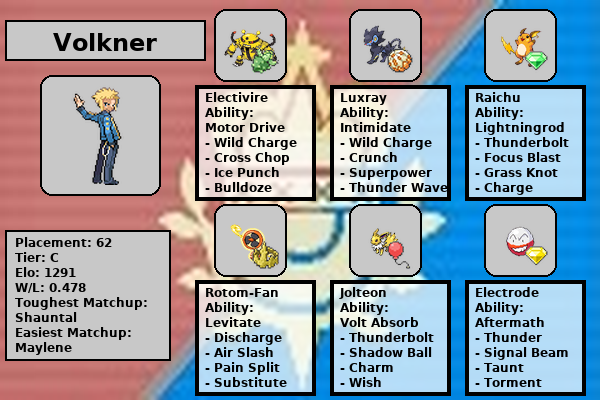 Volkner
Electivire
Ability:
Motor Drive
- Wild Charge
- Cross Chop
- Ice Punch
- Bulldoze
Luxray
Ability:
Intimidate
- Wild Charge
- Crunch
- Superpower
- Thunder Wave
Raichu
Ability:
Lightningrod
- Thunderbolt
- Focus Blast
- Grass Knot
- Charge
Placement: 62
Tier: C
Elo: 1291
W/L: 0.478
Toughest Matchup:
Shauntal
Easiest Matchup:
Maylene
Rotom-Fan
Ability:
Levitate
- Discharge
- Air Slash
- Pain Split
- Substitute
Jolteon
Ability:
Volt Absorb
- Thunderbolt
- Shadow Ball
- Charm
- Wish
Electrode
Ability:
Aftermath
- Thunder
- Signal Beam
- Taunt
- Torment